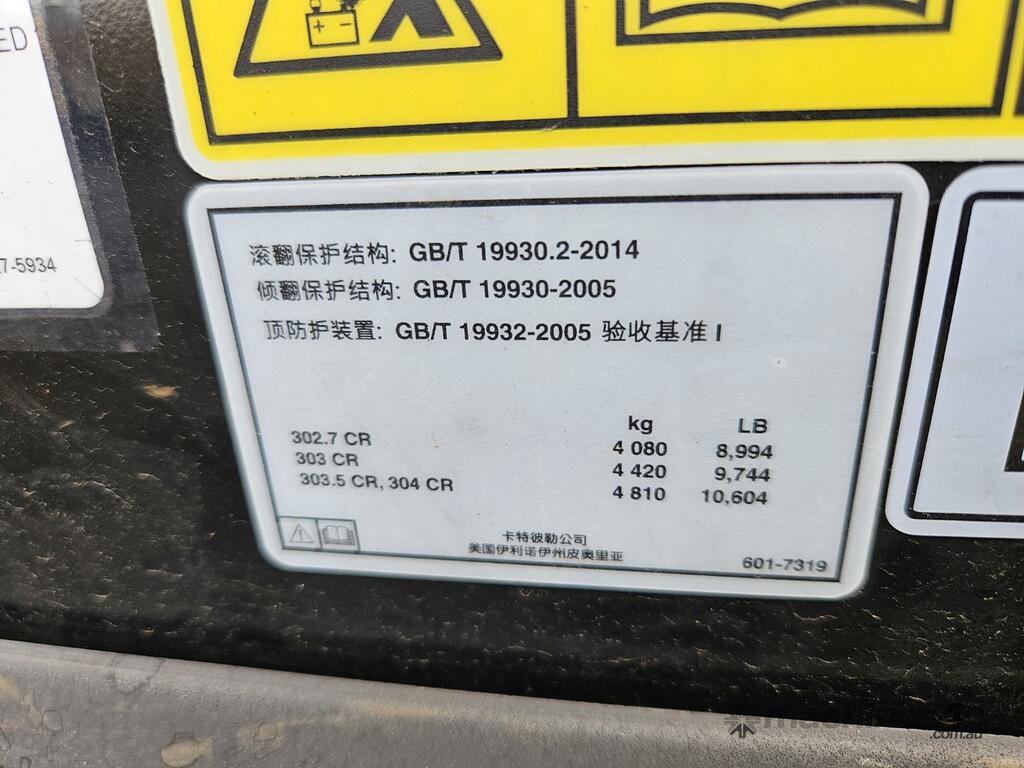 ED
7-5934
滚翻保护结构: GB/T 19930.2-2014
倾翻保护结构: GB/T 19930-2005
顶防护装置: GB/T 19932-2005 验收基准 I
kg LB
302.7 CR 4 080 8,994
303 CR 4 420 9,744
303.5 CR, 304 CR 4 810 10,604
卡特彼勒公司
美国伊利诺伊州皮奥里亚
601-7319
.com.au